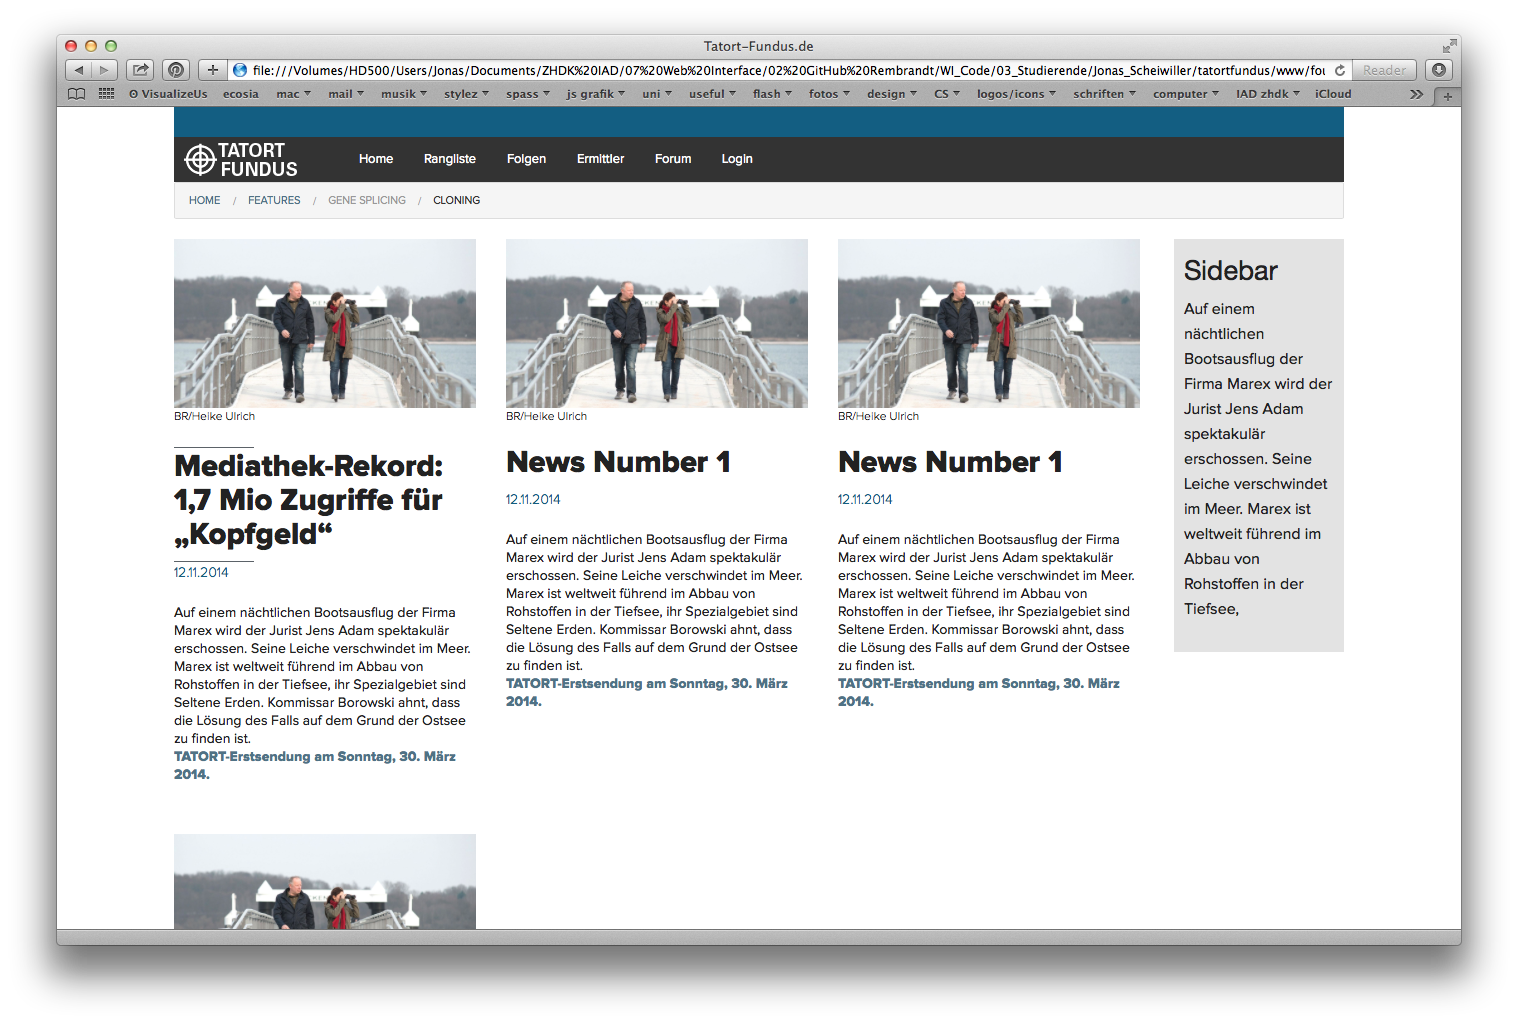 Tatort-Fundus.de
file:///Volumes/HD500/Users/Jonas/Documents/ZHDK%20IAD/07%20Web%20Interface/02%20GitHub%20Rembrandt/WI_Code/03_Studierende/Jonas_Scheiwiller/tatortfundus/www/fou
Reader
VisualizeUs ecosia mac mail musik stylez spass js grafik uni useful flash fotos design CS logos/icons schriften computer IAD zhdk iCloud
TATORT
FUNDUS
Home Rangliste Folgen Ermittler Forum Login
HOME / FEATURES / GENE SPLICING / CLONING
BR/Heike Ulrich
Mediathek-Rekord:
1,7 Mio Zugriffe für
„Kopfgeld“
12.11.2014
Auf einem nächtlichen Bootsausflug der Firma
Marex wird der Jurist Jens Adam spektakulär
erschossen. Seine Leiche verschwindet im Meer.
Marex ist weltweit führend im Abbau von
Rohstoffen in der Tiefsee, ihr Spezialgebiet sind
Seltene Erden. Kommissar Borowski ahnt, dass
die Lösung des Falls auf dem Grund der Ostsee
zu finden ist.
TATORT-Erstsendung am Sonntag, 30. März
2014.
BR/Heike Ulrich
News Number 1
12.11.2014
Auf einem nächtlichen Bootsausflug der Firma
Marex wird der Jurist Jens Adam spektakulär
erschossen. Seine Leiche verschwindet im Meer.
Marex ist weltweit führend im Abbau von
Rohstoffen in der Tiefsee, ihr Spezialgebiet sind
Seltene Erden. Kommissar Borowski ahnt, dass
die Lösung des Falls auf dem Grund der Ostsee
zu finden ist.
TATORT-Erstsendung am Sonntag, 30. März
2014.
BR/Heike Ulrich
News Number 1
12.11.2014
Auf einem nächtlichen Bootsausflug der Firma
Marex wird der Jurist Jens Adam spektakulär
erschossen. Seine Leiche verschwindet im Meer.
Marex ist weltweit führend im Abbau von
Rohstoffen in der Tiefsee, ihr Spezialgebiet sind
Seltene Erden. Kommissar Borowski ahnt, dass
die Lösung des Falls auf dem Grund der Ostsee
zu finden ist.
TATORT-Erstsendung am Sonntag, 30. März
2014.
Sidebar
Auf einem
nächtlichen
Bootsausflug der
Firma Marex wird der
Jurist Jens Adam
spektakulär
erschossen. Seine
Leiche verschwindet
im Meer. Marex ist
weltweit führend im
Abbau von
Rohstoffen in der
Tiefsee,